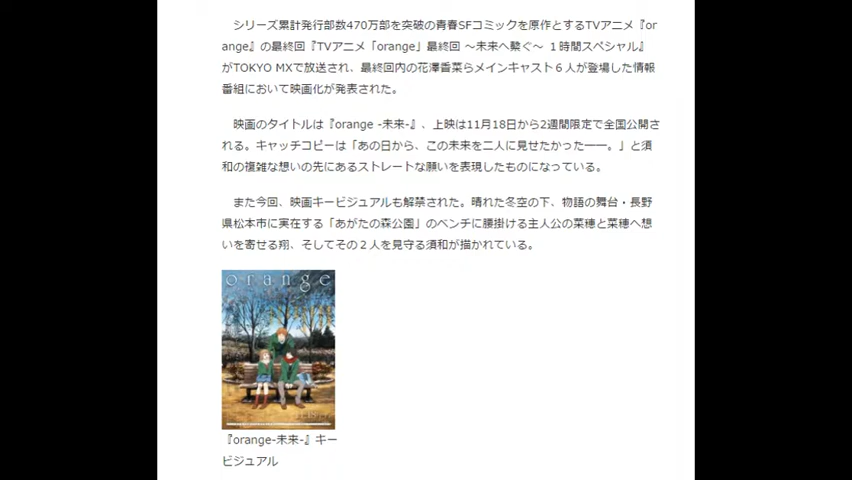 シリーズ累計発行部数470万部を突破の青春SFコミックを原作とするTVアニメ『or
ange』の最終回『TVアニメ「orange」最終回 ～未来へ繋ぐ～ １時間スペシャル』
がTOKYO MXで放送され、最終回内の花澤香菜らメインキャスト６人が登場した情報
番組において映画化が発表された。
映画のタイトルは『orange -未来-』、上映は11月18日から2週間限定で全国公開さ
れる。キャッチコピーは「あの日から、この未来を二人に見せたかった――。」と須
和の複雑な想いの先にあるストレートな願いを表現したものになっている。
また今回、映画キービジュアルも解禁された。晴れた冬空の下、物語の舞台・長野
県松本市に実在する「あがたの森公園」のベンチに腰掛ける主人公の菜穂と菜穂へ想
いを寄せる翔、そしてその２人を見守る須和が描かれている。
orange
『orange-未来-』キー
ビジュアル